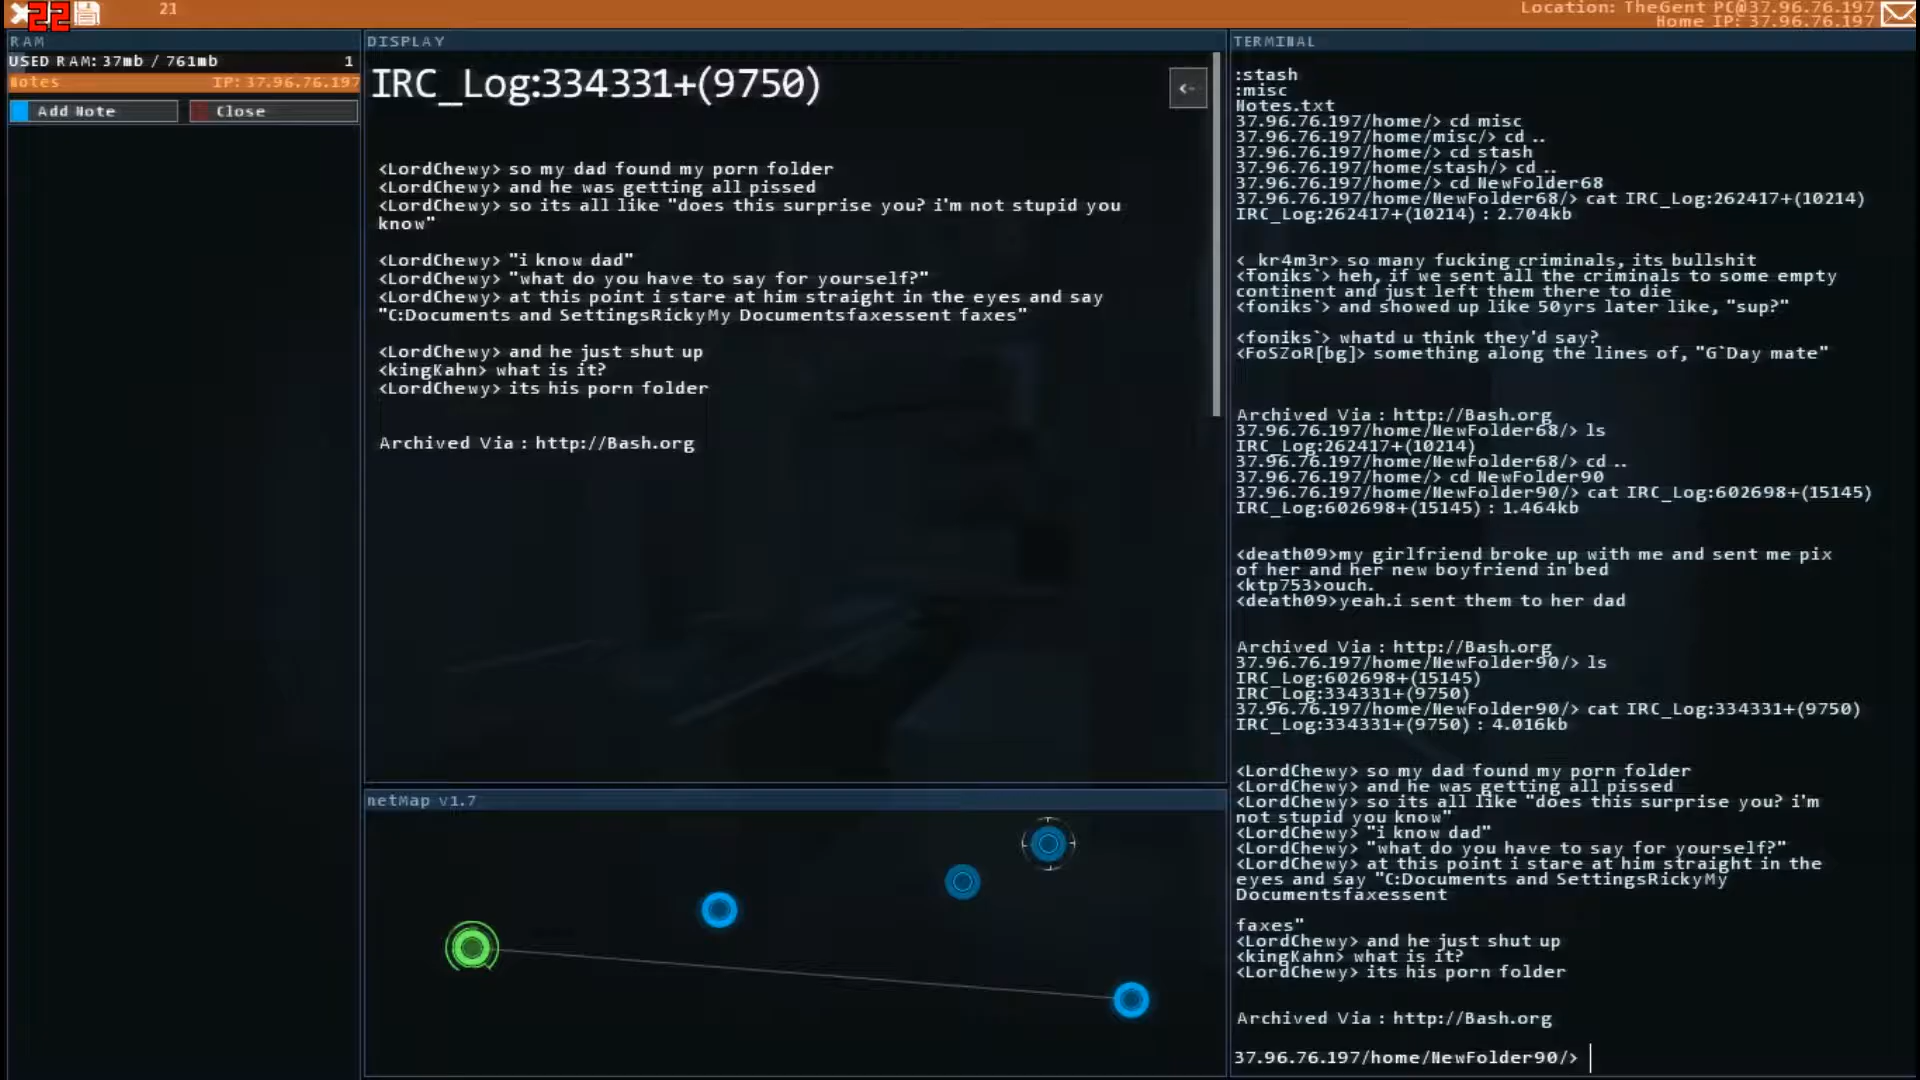 22
21
Location: TheGent PC@37.96.76.197
Home IP: 37.96.76.197
RAM
USED RAM: 37mb / 761mb 1
Notes IP: 37.96.76.197
Add Note Close
DISPLAY
IRC_Log:334331+(9750)
<-
<LordChewy> so my dad found my porn folder
<LordChewy> and he was getting all pissed
<LordChewy> so its all like "does this surprise you? i'm not stupid you
know"
<LordChewy> "i know dad"
<LordChewy> "what do you have to say for yourself?"
<LordChewy> at this point i stare at him straight in the eyes and say
"C:Documents and SettingsRickyMy Documentsfaxessent faxes"
<LordChewy> and he just shut up
<kingKahn> what is it?
<LordChewy> its his porn folder
Archived Via : http://Bash.org
netMap v1.7
TERMINAL
:stash
:misc
Notes.txt
37.96.76.197/home/> cd misc
37.96.76.197/home/misc/> cd ..
37.96.76.197/home/> cd stash
37.96.76.197/home/stash/> cd ..
37.96.76.197/home/> cd NewFolder68
37.96.76.197/home/NewFolder68/> cat IRC_Log:262417+(10214)
IRC_Log:262417+(10214) : 2.704kb
<_kr4m3r> so many fucking criminals, its bullshit
<foniks`> heh, if we sent all the criminals to some empty
continent and just left them there to die
<foniks`> and showed up like 50yrs later like, "sup?"
<foniks`> whatd u think they'd say?
<FoSZoR[bg]> something along the lines of, "G`Day mate"
Archived Via : http://Bash.org
37.96.76.197/home/NewFolder68/> ls
IRC_Log:262417+(10214)
37.96.76.197/home/NewFolder68/> cd ..
37.96.76.197/home/> cd NewFolder90
37.96.76.197/home/NewFolder90/> cat IRC_Log:602698+(15145)
IRC_Log:602698+(15145) : 1.464kb
<death09>my girlfriend broke up with me and sent me pix
of her and her new boyfriend in bed
<ktp753>ouch.
<death09>yeah.i sent them to her dad
Archived Via : http://Bash.org
37.96.76.197/home/NewFolder90/> ls
IRC_Log:602698+(15145)
IRC_Log:334331+(9750)
37.96.76.197/home/NewFolder90/> cat IRC_Log:334331+(9750)
IRC_Log:334331+(9750) : 4.016kb
<LordChewy> so my dad found my porn folder
<LordChewy> and he was getting all pissed
<LordChewy> so its all like "does this surprise you? i'm
not stupid you know"
<LordChewy> "i know dad"
<LordChewy> "what do you have to say for yourself?"
<LordChewy> at this point i stare at him straight in the
eyes and say "C:Documents and SettingsRickyMy
Documentsfaxessent
faxes"
<LordChewy> and he just shut up
<kingKahn> what is it?
<LordChewy> its his porn folder
Archived Via : http://Bash.org
37.96.76.197/home/NewFolder90/>